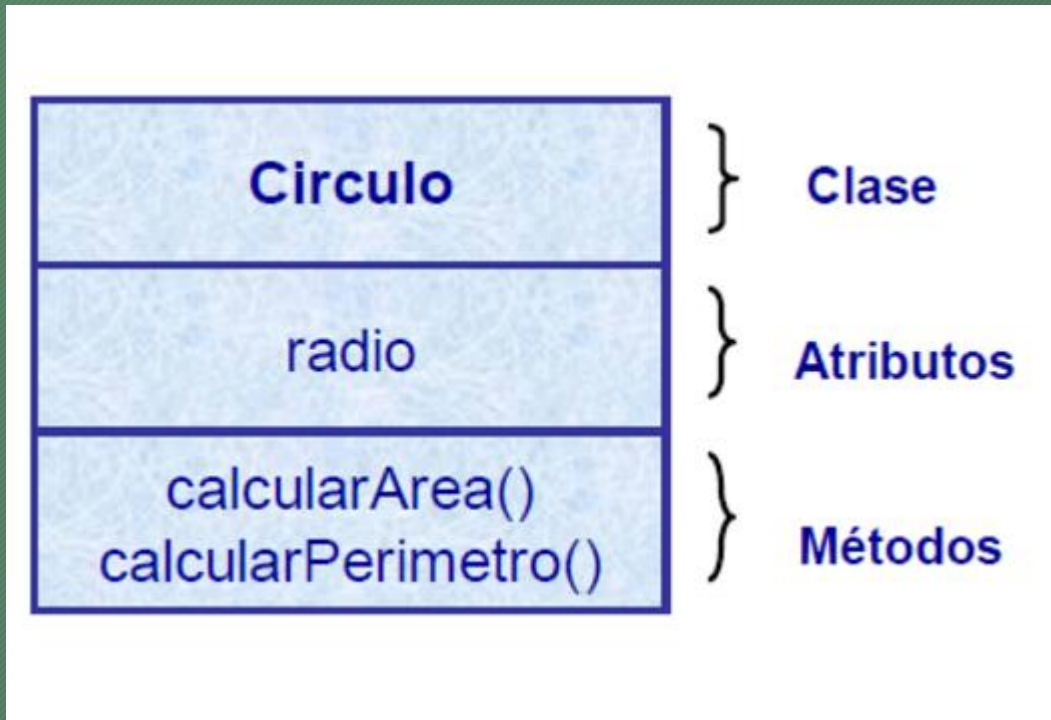 Circulo
Clase
radio
Atributos
calcularArea()
calcularPerimetro()
Métodos